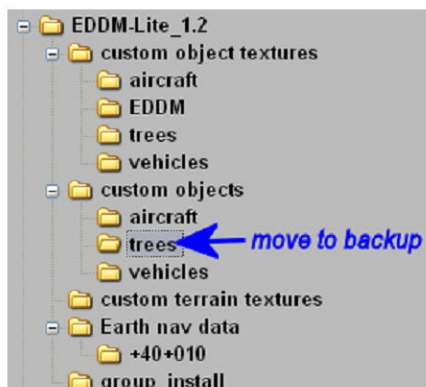 EDDM-Lite_1.2
custom object textures
aircraft
EDDM
trees
vehicles
custom objects
aircraft
trees move to backup
vehicles
custom terrain textures
Earth nav data
+40+010
group_install